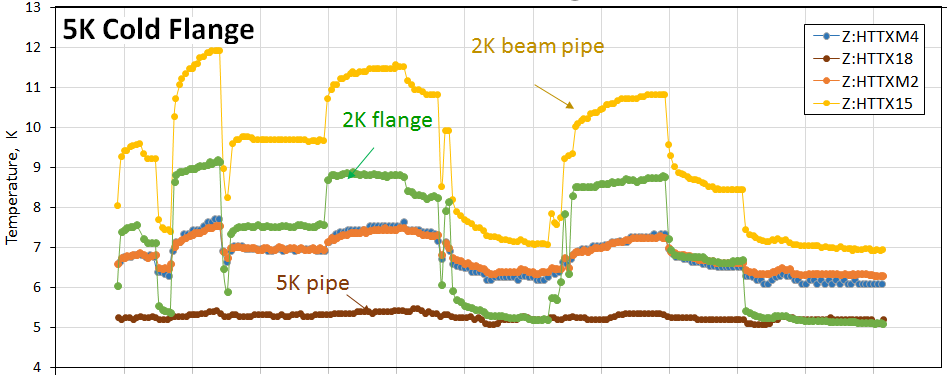 13
5K Cold Flange
12
11
10
9
8
7
6
5
4
Temperature, K
2K beam pipe
2K flange
5K pipe
Z:HTTXM4
Z:HTTX18
Z:HTTXM2
Z:HTTX15